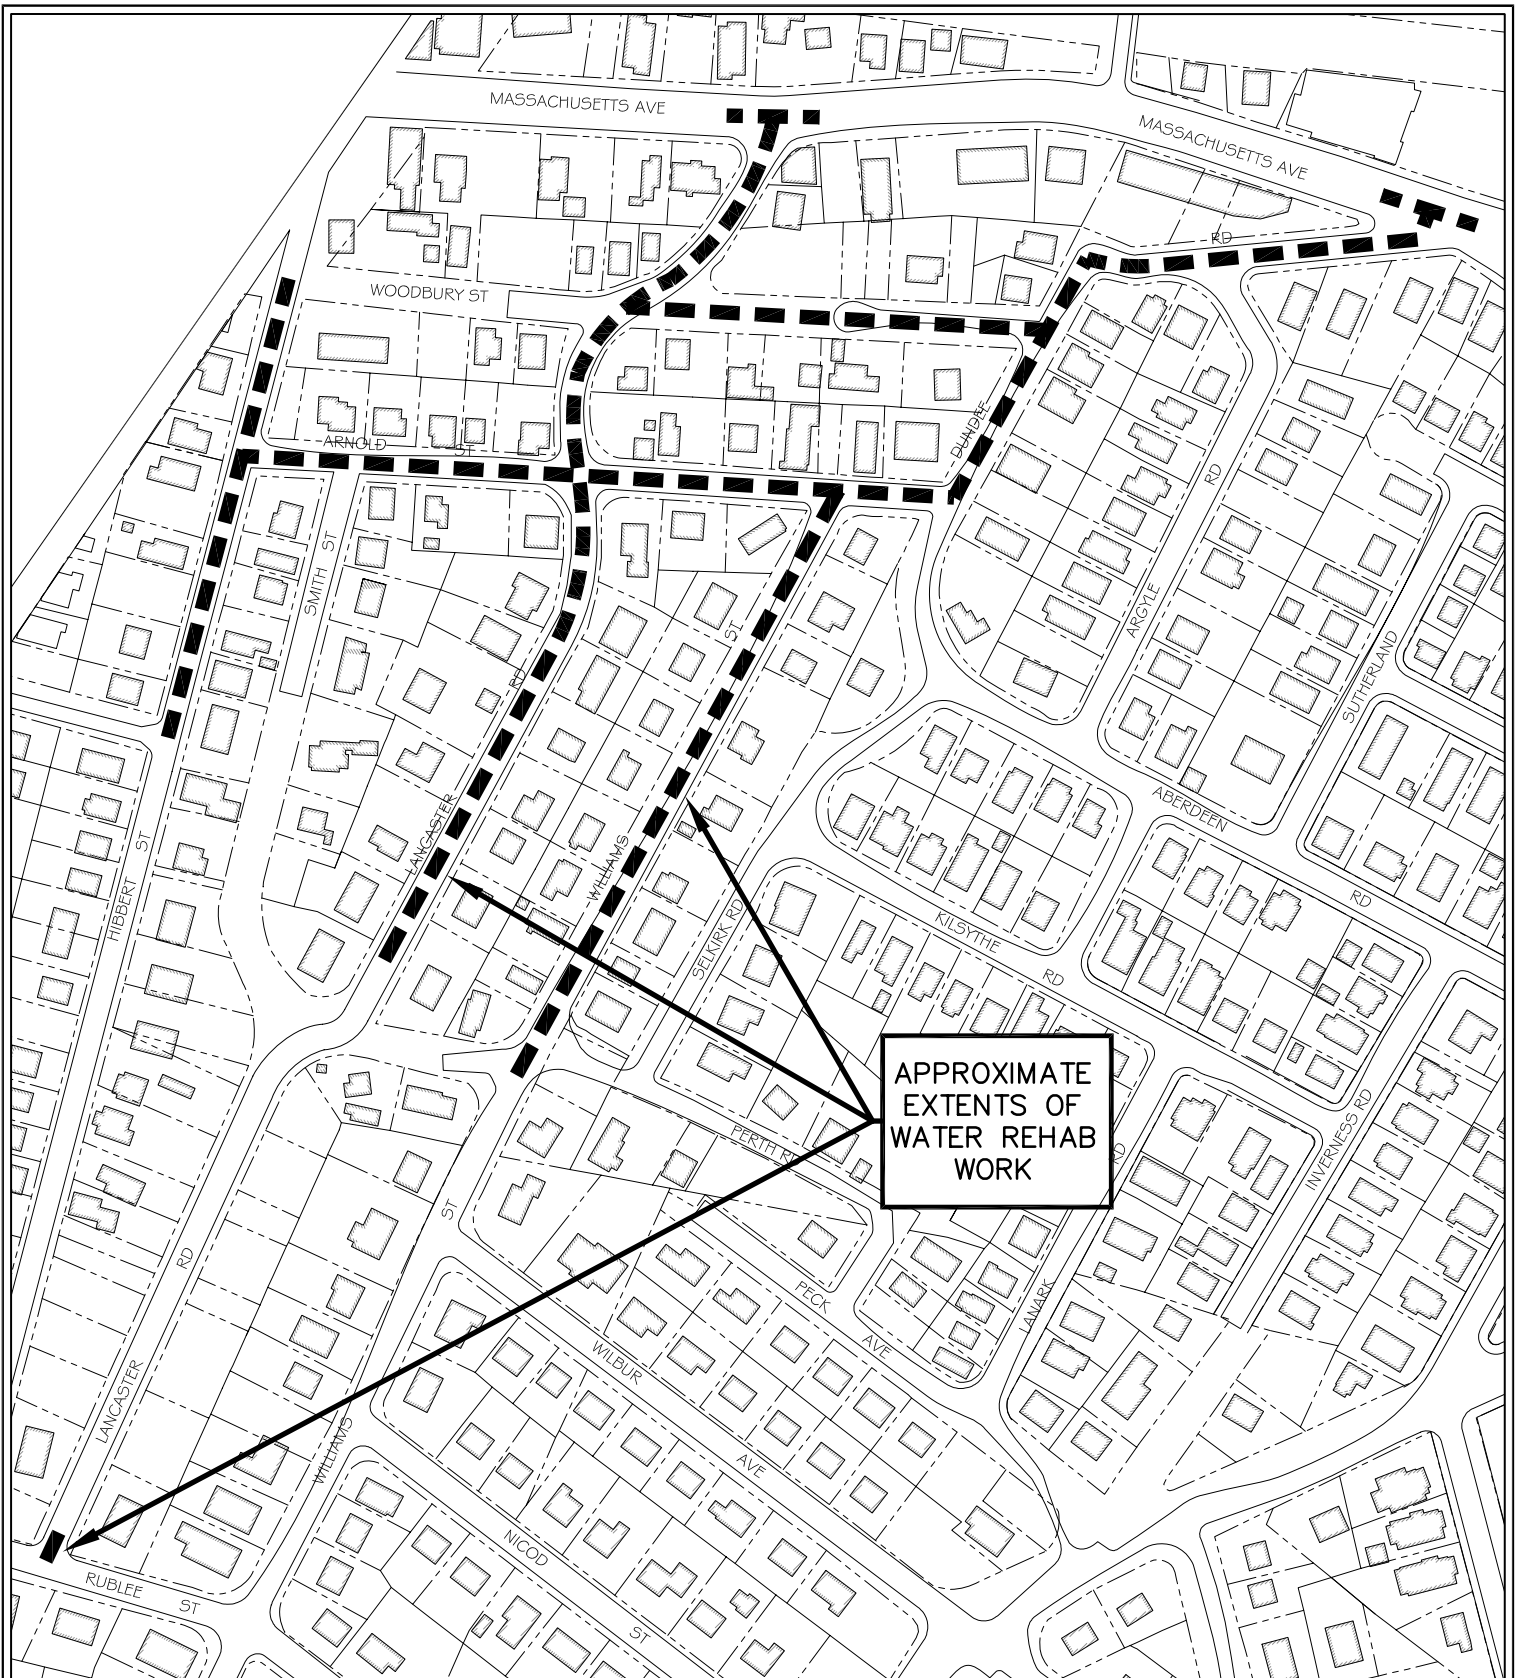 MASSACHUSETTS AVE
MASSACHUSETTS AVE
RD
WOODBURY ST
DUNDEE
ARNOLD ST
RD
SMITH ST
ARGYLE
ST
SUTHERLAND
RD
ABERDEEN
LANCASTER
HIBBERT ST
WILLIAMS
RD
SELKIRK RD
KILSYTHE
RD
APPROXIMATE
EXTENTS OF
WATER REHAB
WORK
PERTH RD
RD
INVERNESS RD
ST
RD
PECK
AVE
LANARK
WILBUR
AVE
LANCASTER
WILLIAMS
NICOD
ST
RUBLEE
ST